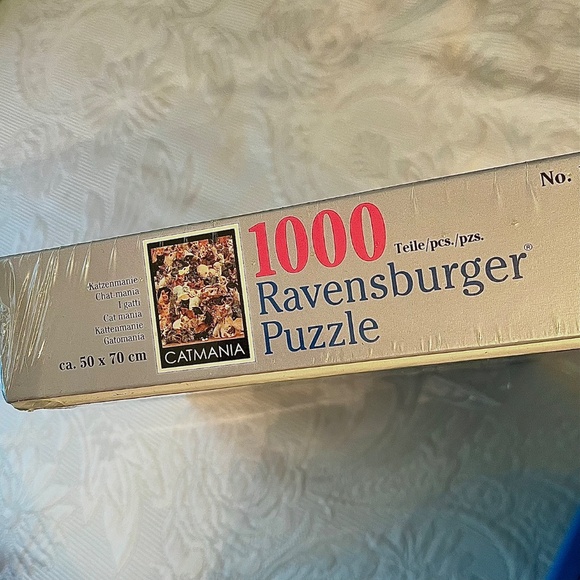 Katzenmanie
Chat-mania
I gatti
Cat mania
Kattenmanie
Gatomania
ca. 50 x 70 cm
CATMANIA
1000 Teile/pcs./pzs.
Ravensburger®
Puzzle
No.